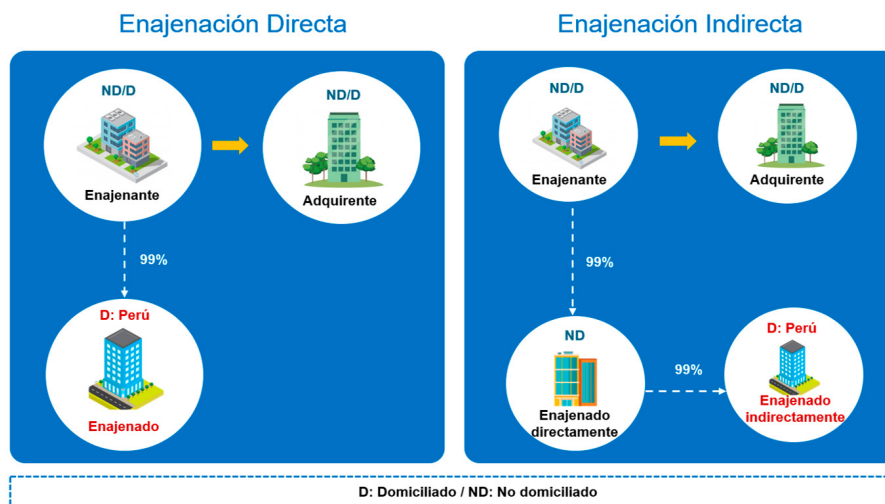 Enajenación Directa
ND/D
Enajenante
ND/D
Adquirente
99%
D: Perú
Enajenado
Enajenación Indirecta
ND/D
Enajenante
ND/D
Adquirente
99%
ND
Enajenado
directamente
99%
D: Perú
Enajenado
indirectamente
D: Domiciliado / ND: No domiciliado